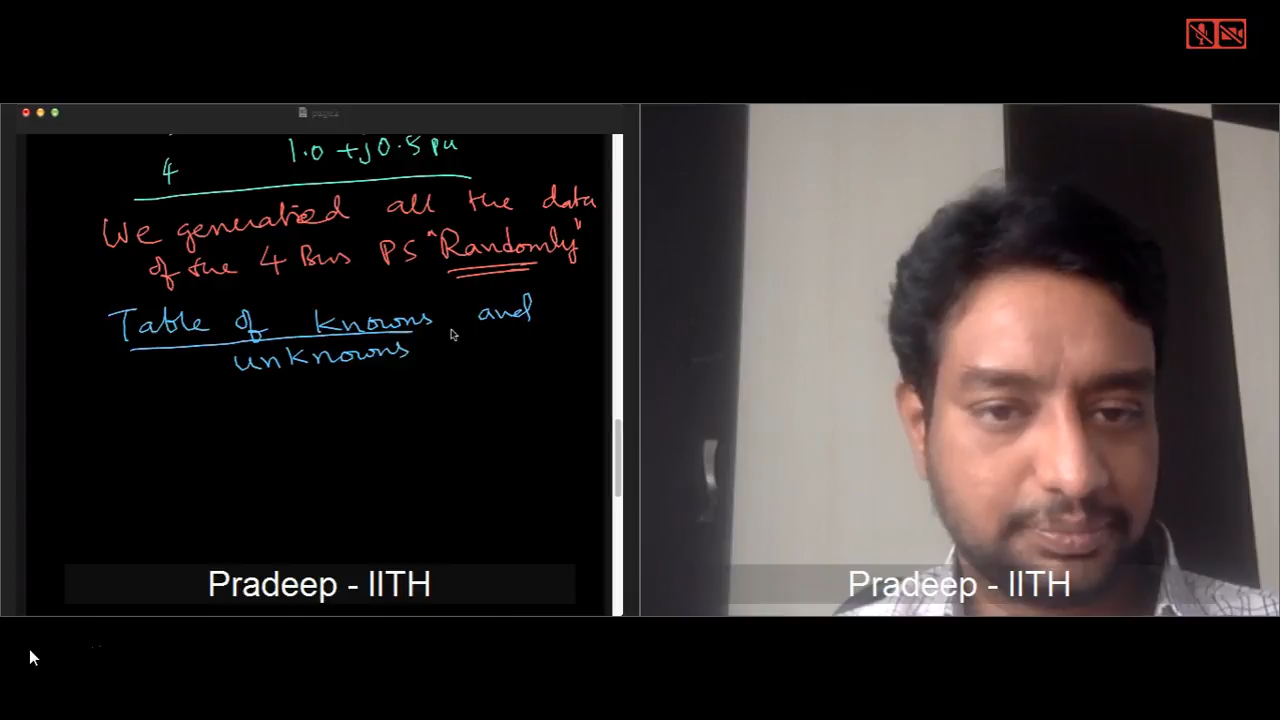 4 1.0 + j0.5 pu
We generated all the data
of the 4 Bus PS "Randomly"
Table of knowns and
unknowns
Pradeep - IITH
Pradeep - IITH